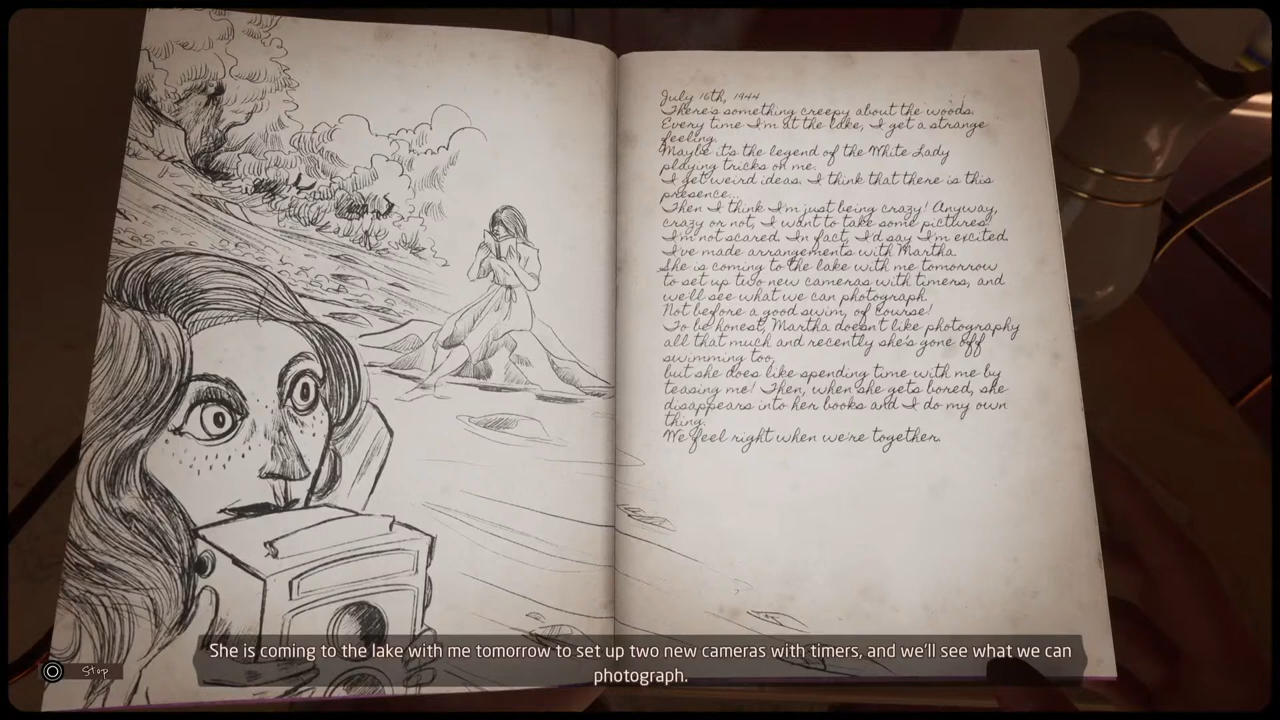 July 16th, 1944
There's something creepy about the woods.
Every time I'm at the lake, I get a strange
feeling.
Maybe it's the legend of the White Lady
playing tricks on me.
I get weird ideas. I think that there is this
presence...
Then I think I'm just being crazy! Anyway,
crazy or not, I want to take some pictures.
I'm not scared. In fact, I'd say I'm excited.
I've made arrangements with Martha.
She is coming to the lake with me tomorrow
to set up two new cameras with timers, and
we'll see what we can photograph.
Not before a good swim, of course!
To be honest, Martha doesn't like photography
all that much and recently she's gone off
swimming too,
but she does like spending time with me by
teasing me! Then, when she gets bored, she
disappears into her books and I do my own
thing.
We feel right when we're together.
She is coming to the lake with me tomorrow to set up two new cameras with timers, and we'll see what we can
photograph.
Stop